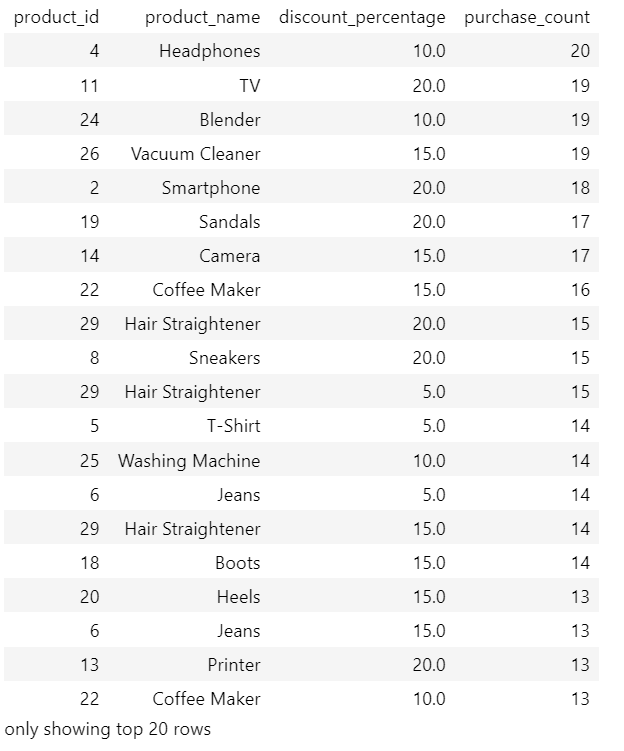 product_id product_name discount_percentage purchase_count
4 Headphones 10.0 20
11 TV 20.0 19
24 Blender 10.0 19
26 Vacuum Cleaner 15.0 19
2 Smartphone 20.0 18
19 Sandals 20.0 17
14 Camera 15.0 17
22 Coffee Maker 15.0 16
29 Hair Straightener 20.0 15
8 Sneakers 20.0 15
29 Hair Straightener 5.0 15
5 T-Shirt 5.0 14
25 Washing Machine 10.0 14
6 Jeans 5.0 14
29 Hair Straightener 15.0 14
18 Boots 15.0 14
20 Heels 15.0 13
6 Jeans 15.0 13
13 Printer 20.0 13
22 Coffee Maker 10.0 13
only showing top 20 rows